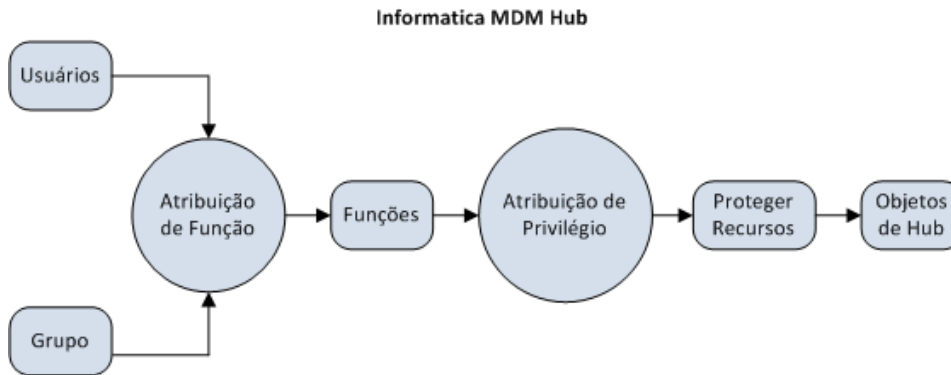 Informatica MDM Hub
Usuários
Atribuição
de Função
Funções
Atribuição de
Privilégio
Proteger
Recursos
Objetos
de Hub
Grupo